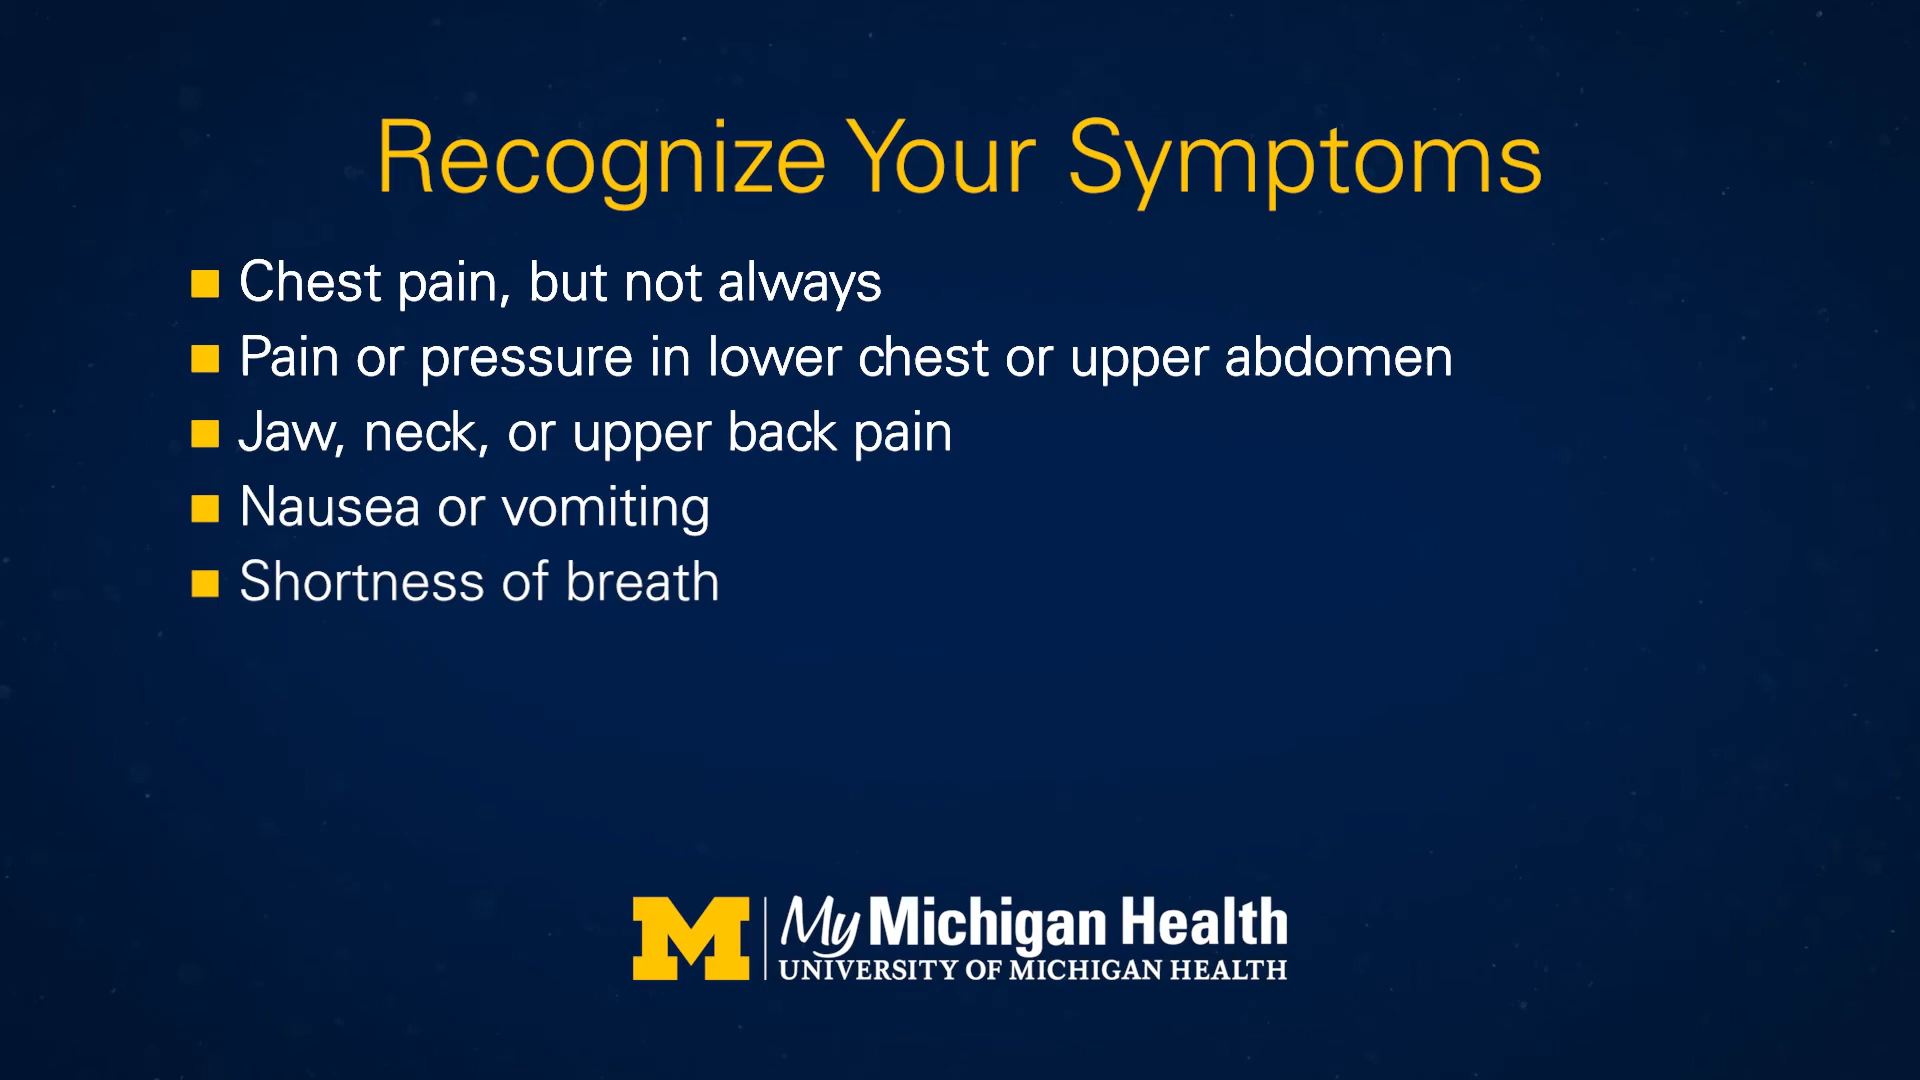 Recognize Your Symptoms
Chest pain, but not always
Pain or pressure in lower chest or upper abdomen
Jaw, neck, or upper back pain
Nausea or vomiting
Shortness of breath
M
My Michigan Health
UNIVERSITY OF MICHIGAN HEALTH